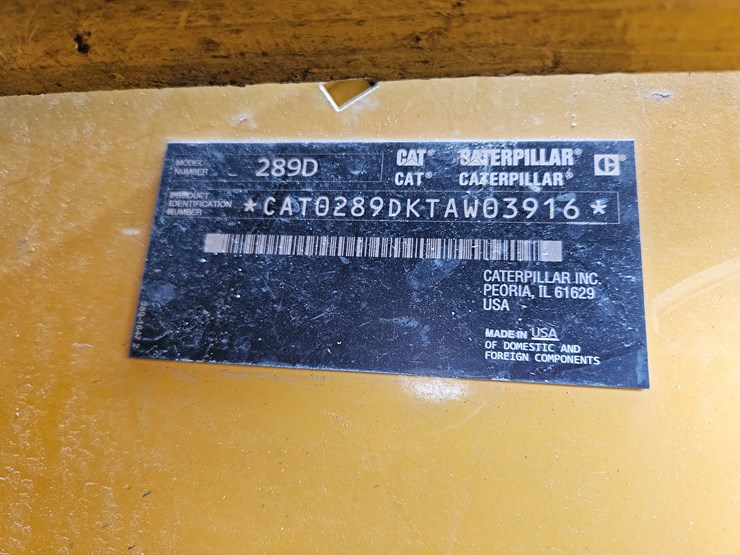 MODEL NUMBER 289D CAT® CATERPILLAR®
CAT® CATERPILLAR®
PRODUCT IDENTIFICATION NUMBER *CAT0289DKTAW03916*
CATERPILLAR INC.
PEORIA, IL 61629
USA
MADE IN USA
OF DOMESTIC AND
FOREIGN COMPONENTS